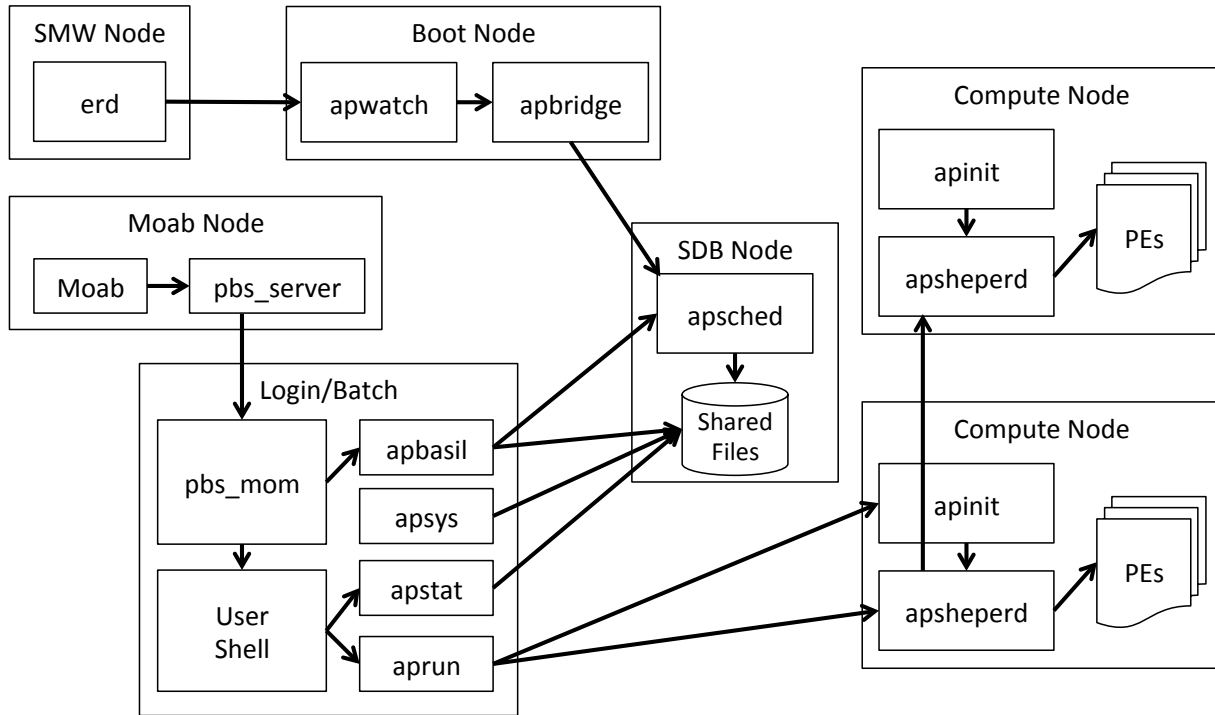 SMW Node
erd
Boot Node
apwatch
apbridge
Moab Node
Moab
pbs_server
Login/Batch
pbs_mom
User
Shell
apbasil
apsys
apstat
aprun
SDB Node
apsched
Shared
Files
Compute Node
apinit
apsheperd
PEs
Compute Node
apinit
apsheperd
PEs